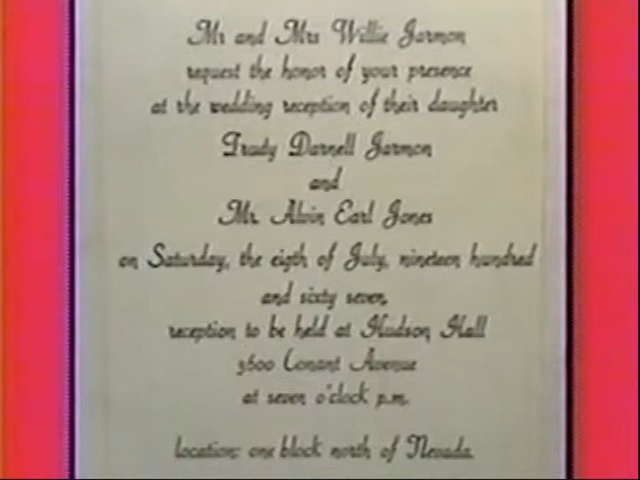 Mr and Mrs Willie Jarmon
request the honor of your presence
at the wedding reception of their daughter
Trudy Darnell Jarmon
and
Mr. Alvin Earl Jones
on Saturday, the eigth of July, nineteen hundred
and sixty seven,
reception to be held at Hudson Hall
3600 Conant Avenue
at seven o'clock p.m.
location: one block north of Nevada.